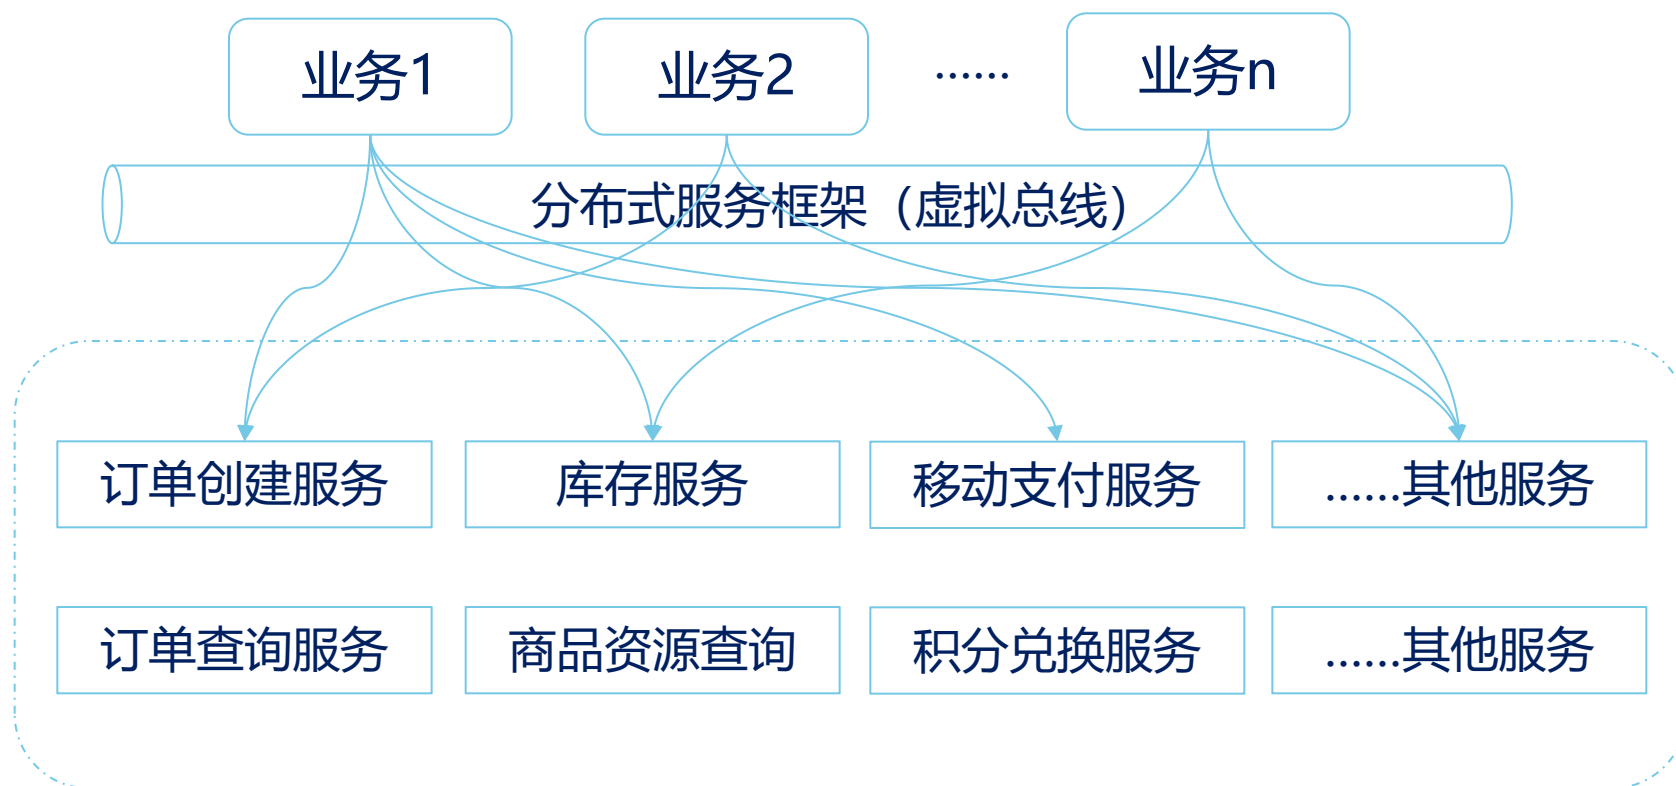 业务1
业务2
......
业务n
分布式服务框架（虚拟总线）
订单创建服务
库存服务
移动支付服务
......其他服务
订单查询服务
商品资源查询
积分兑换服务
......其他服务